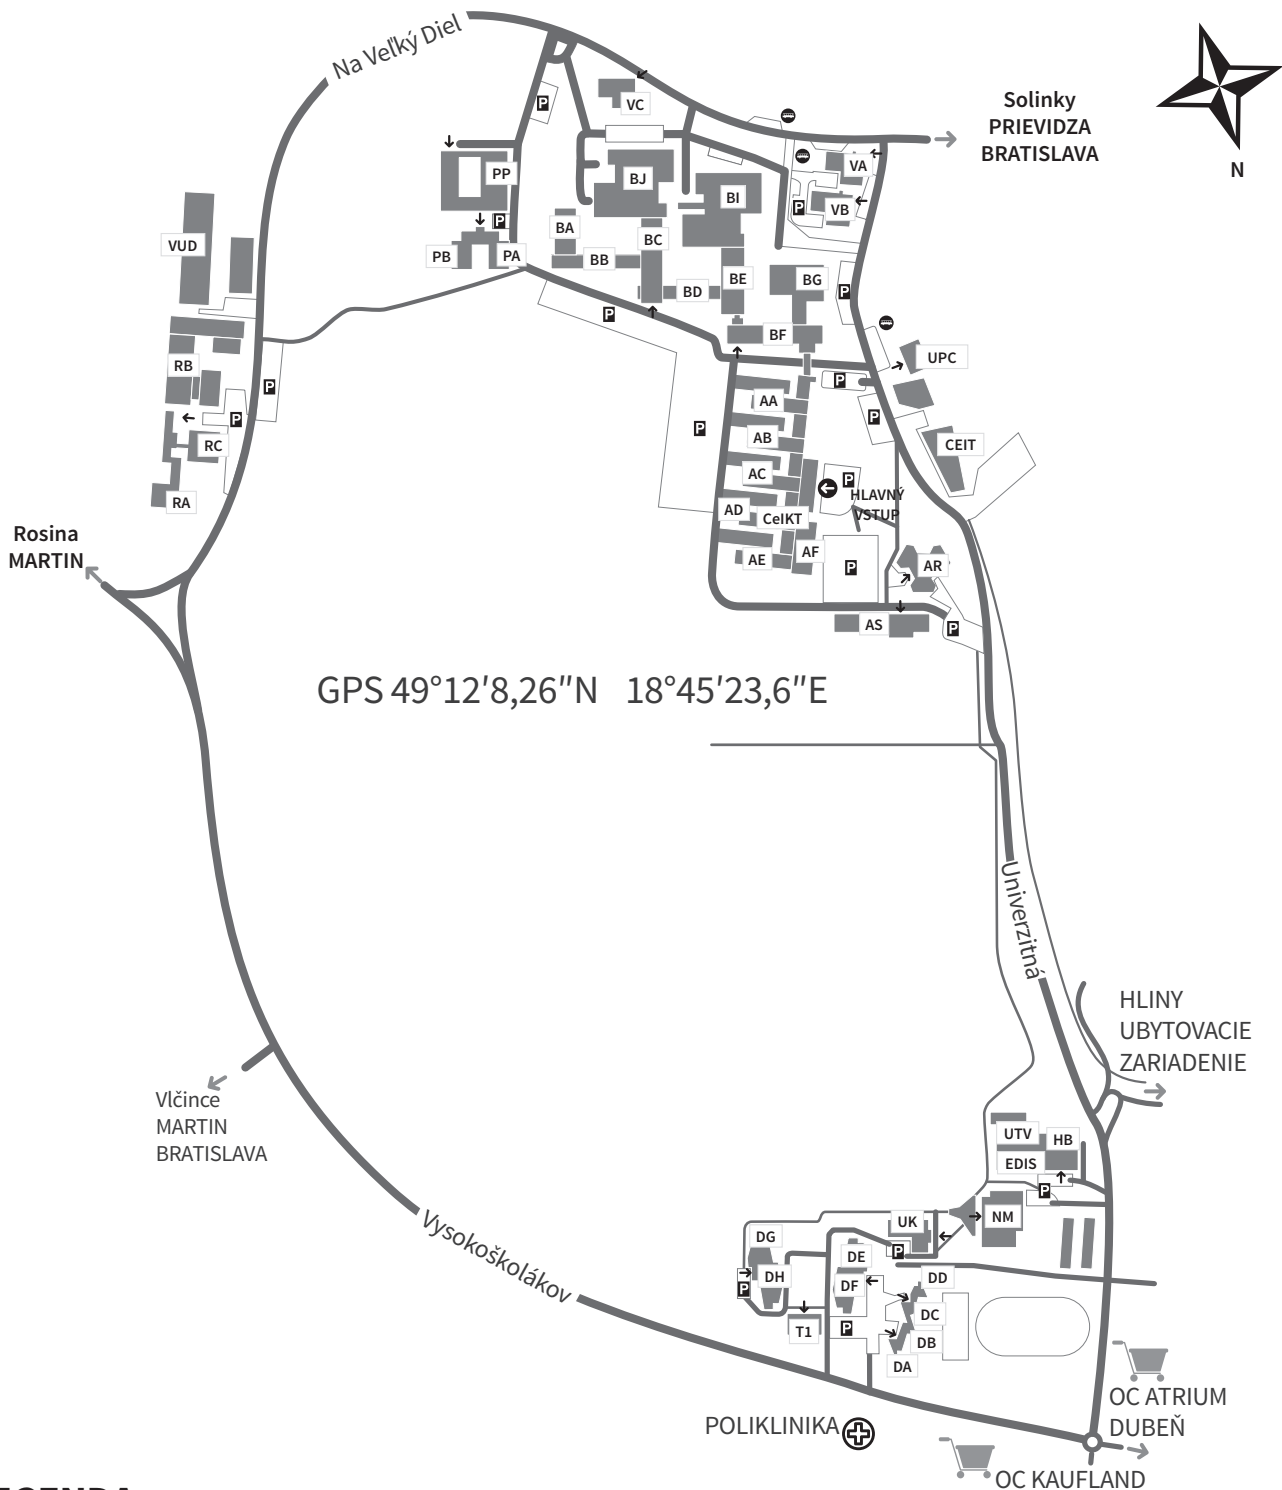 Na Veľký Diel
Solinky
PRIEVIDZA
BRATISLAVA
N
VC
P
PP
P
PB
PA
BJ
BI
BA
BC
BB
BD
BE
BG
BF
VA
VB
P
P
P
VUD
RB
P
P
RC
RA
UPC
P
P
CEIT
AA
AB
AC
AD
CeIKT
AE
AF
P
P
HLAVNÝ
VSTUP
P
AR
AS
P
Rosina
MARTIN
GPS 49°12′8,26″N 18°45′23,6″E
Univerzitná
HLINY
UBYTOVACIE
ZARIADENIE
Vlčince
MARTIN
BRATISLAVA
UTV
HB
EDIS
P
NM
UK
P
DG
DH
P
DE
DF
DD
DC
DB
DA
T1
P
Vysokoškolákov
OC ATRIUM
DUBEŇ
POLIKLINIKA
OC KAUFLAND